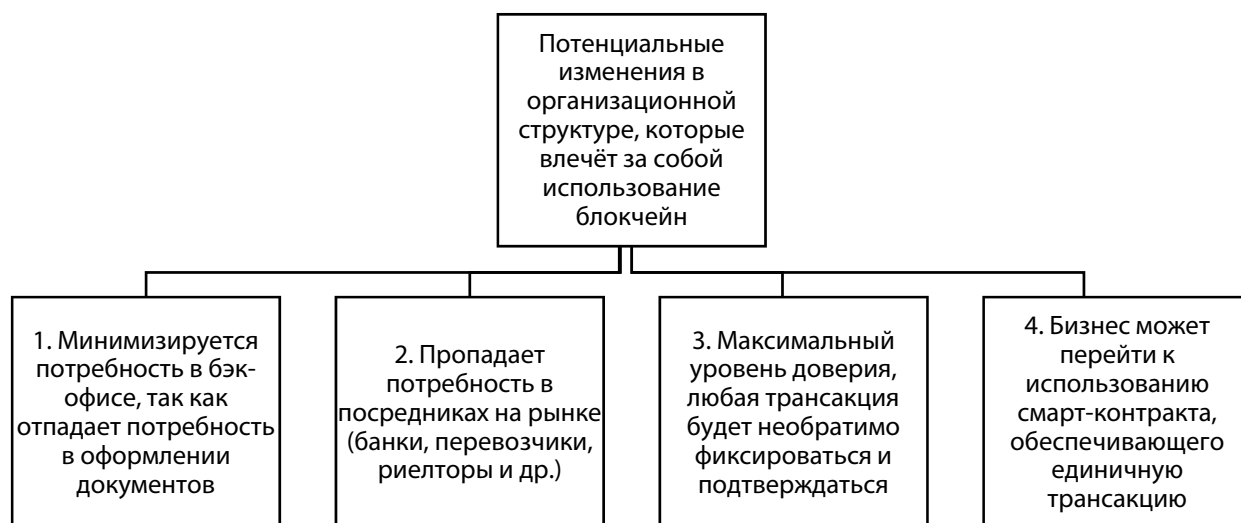 Потенциальные
изменения в
организационной
структуре, которые
влечёт за собой
использование
блокчейн
1. Минимизируется
потребность в бэк-
офисе, так как
отпадает потребность
в оформлении
документов
2. Пропадает
потребность в
посредниках на рынке
(банки, перевозчики,
риелторы и др.)
3. Максимальный
уровень доверия,
любая трансакция
будет необратимо
фиксироваться и
подтверждаться
4. Бизнес может
перейти к
использованию
смарт-контракта,
обеспечивающего
единичную
трансакцию